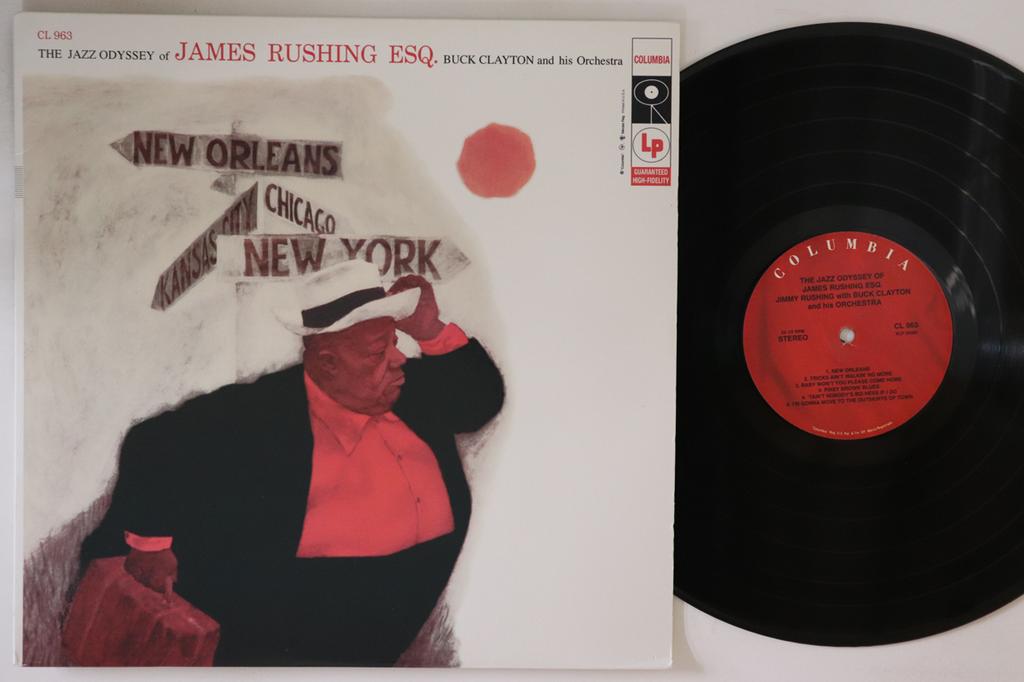 CL 963
THE JAZZ ODYSSEY of JAMES RUSHING ESQ. BUCK CLAYTON and his Orchestra
COLUMBIA
LP
GUARANTEED
HIGH-FIDELITY
NEW ORLEANS
CHICAGO
KANSAS CITY
NEW YORK
COLUMBIA
THE JAZZ ODYSSEY OF
JAMES RUSHING ESQ.
JIMMY RUSHING with BUCK CLAYTON
and his ORCHESTRA
STEREO
CL 963
1. NEW ORLEANS
2. TRICKS AIN'T WALKIN' NO MORE
3. BABY WON'T YOU PLEASE COME HOME
4. PINEY BROWN BLUES
5. 'TAIN'T NOBODY'S BIZ-NESS IF I DO
6. I'M GONNA MOVE TO THE OUTSKIRTS OF TOWN